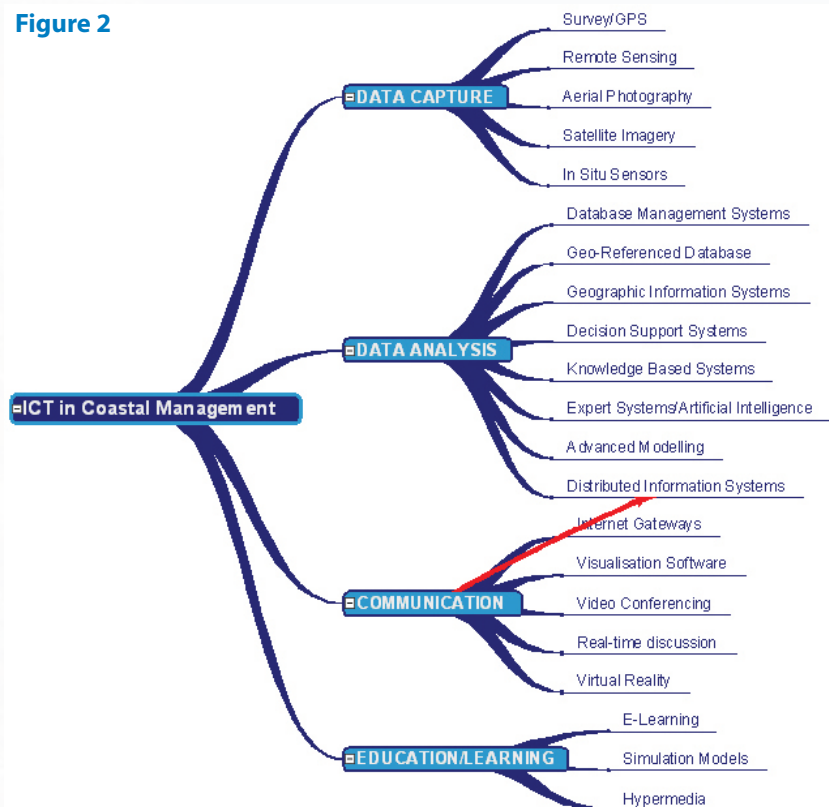 Figure 2
Survey/GPS
Remote Sensing
DATA CAPTURE
Aerial Photography
Satellite Imagery
In Situ Sensors
Database Management Systems
Geo-Referenced Database
Geographic Information Systems
Decision Support Systems
DATA ANALYSIS
Knowledge Based Systems
ICT in Coastal Management
Expert Systems/Artificial Intelligence
Advanced Modelling
Distributed Information Systems
Internet Gateways
Visualisation Software
COMMUNICATION
Video Conferencing
Real-time discussion
Virtual Reality
E-Learning
EDUCATION/LEARNING
Simulation Models
Hypermedia